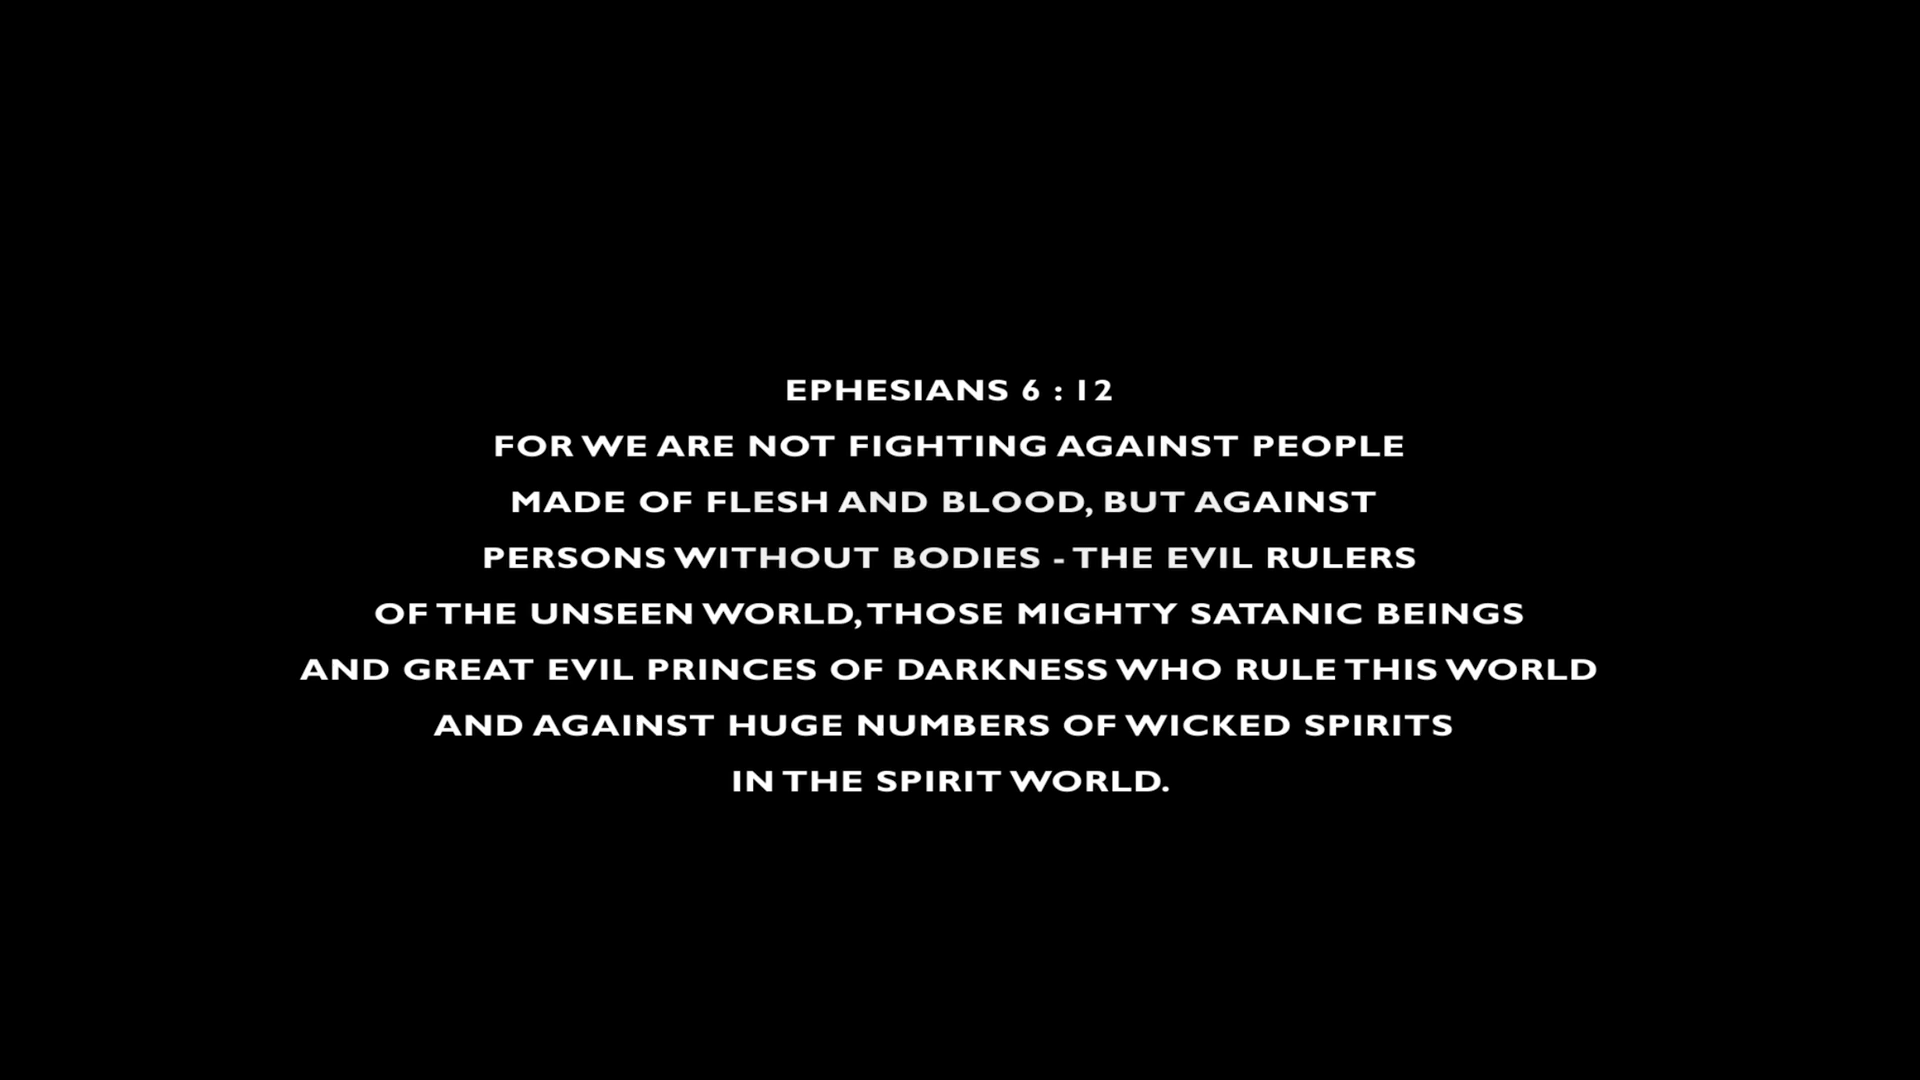 EPHESIANS 6 : 12
FOR WE ARE NOT FIGHTING AGAINST PEOPLE
MADE OF FLESH AND BLOOD, BUT AGAINST
PERSONS WITHOUT BODIES - THE EVIL RULERS
OF THE UNSEEN WORLD, THOSE MIGHTY SATANIC BEINGS
AND GREAT EVIL PRINCES OF DARKNESS WHO RULE THIS WORLD
AND AGAINST HUGE NUMBERS OF WICKED SPIRITS
IN THE SPIRIT WORLD.